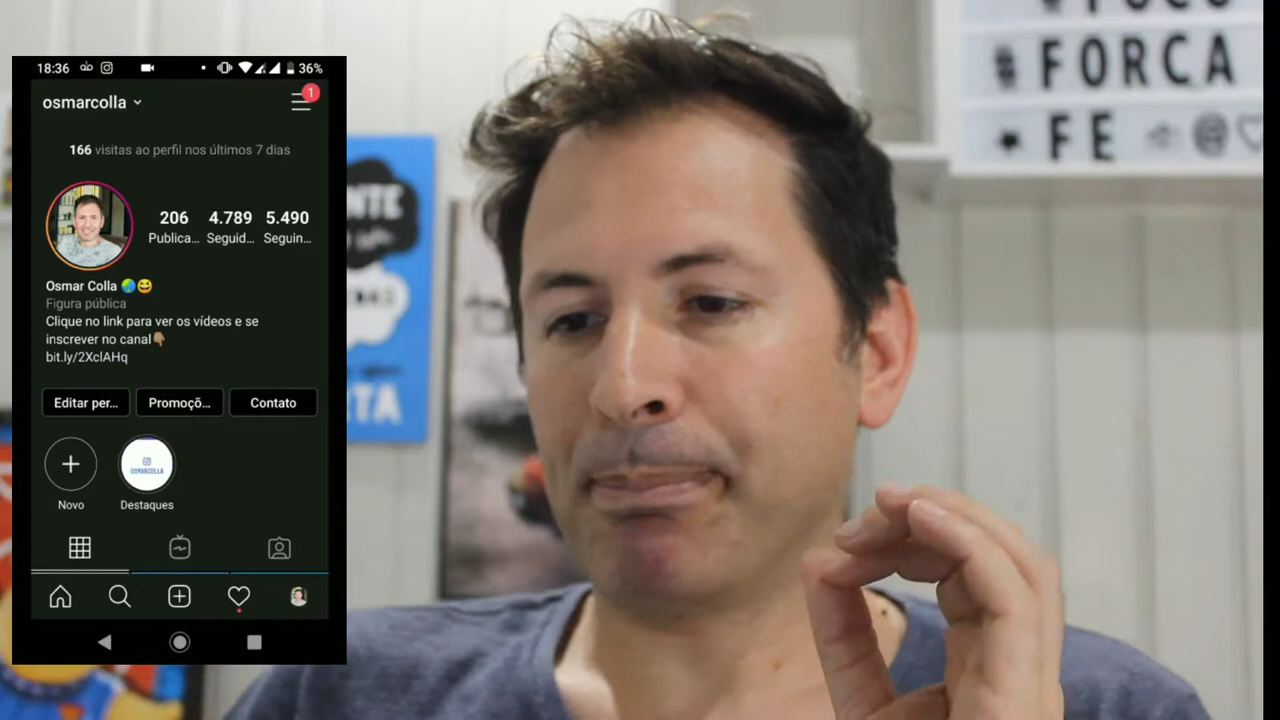 18:36
36%
osmarcolla
1
166 visitas ao perfil nos últimos 7 dias
206 4.789 5.490
Publica... Seguid... Seguin...
Osmar Colla
Figura pública
Clique no link para ver os vídeos e se
inscrever no canal
bit.ly/2XclAHq
Editar per... Promoçõ... Contato
OSMARCOLLA
Novo Destaques
#FORCA
FE @